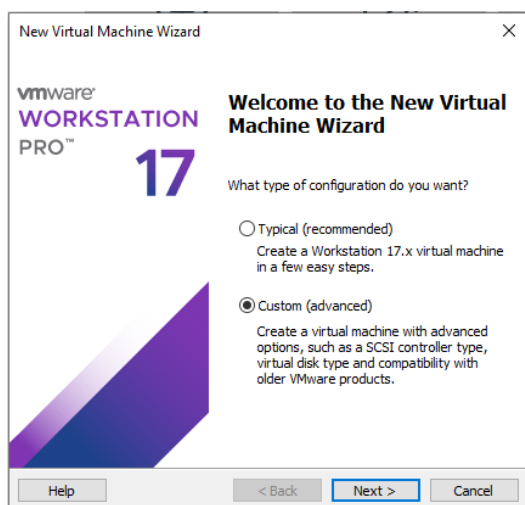 New Virtual Machine Wizard
vmware
WORKSTATION
PRO™
17
Welcome to the New Virtual
Machine Wizard
What type of configuration do you want?
Typical (recommended)
Create a Workstation 17.x virtual machine
in a few easy steps.
Custom (advanced)
Create a virtual machine with advanced
options, such as a SCSI controller type,
virtual disk type and compatibility with
older VMware products.
Help
< Back
Next >
Cancel